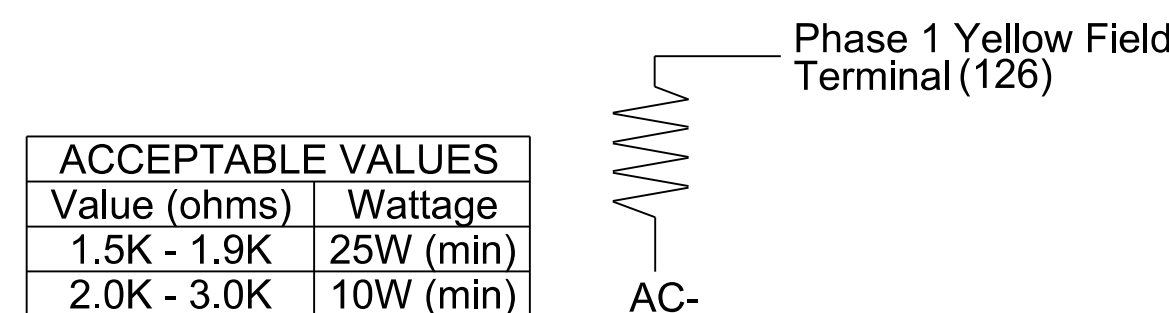 Phase 1 Yellow Field
Terminal (126)
ACCEPTABLE VALUES
Value (ohms) Wattage
1.5K - 1.9K 25W (min)
2.0K - 3.0K 10W (min)
AC-